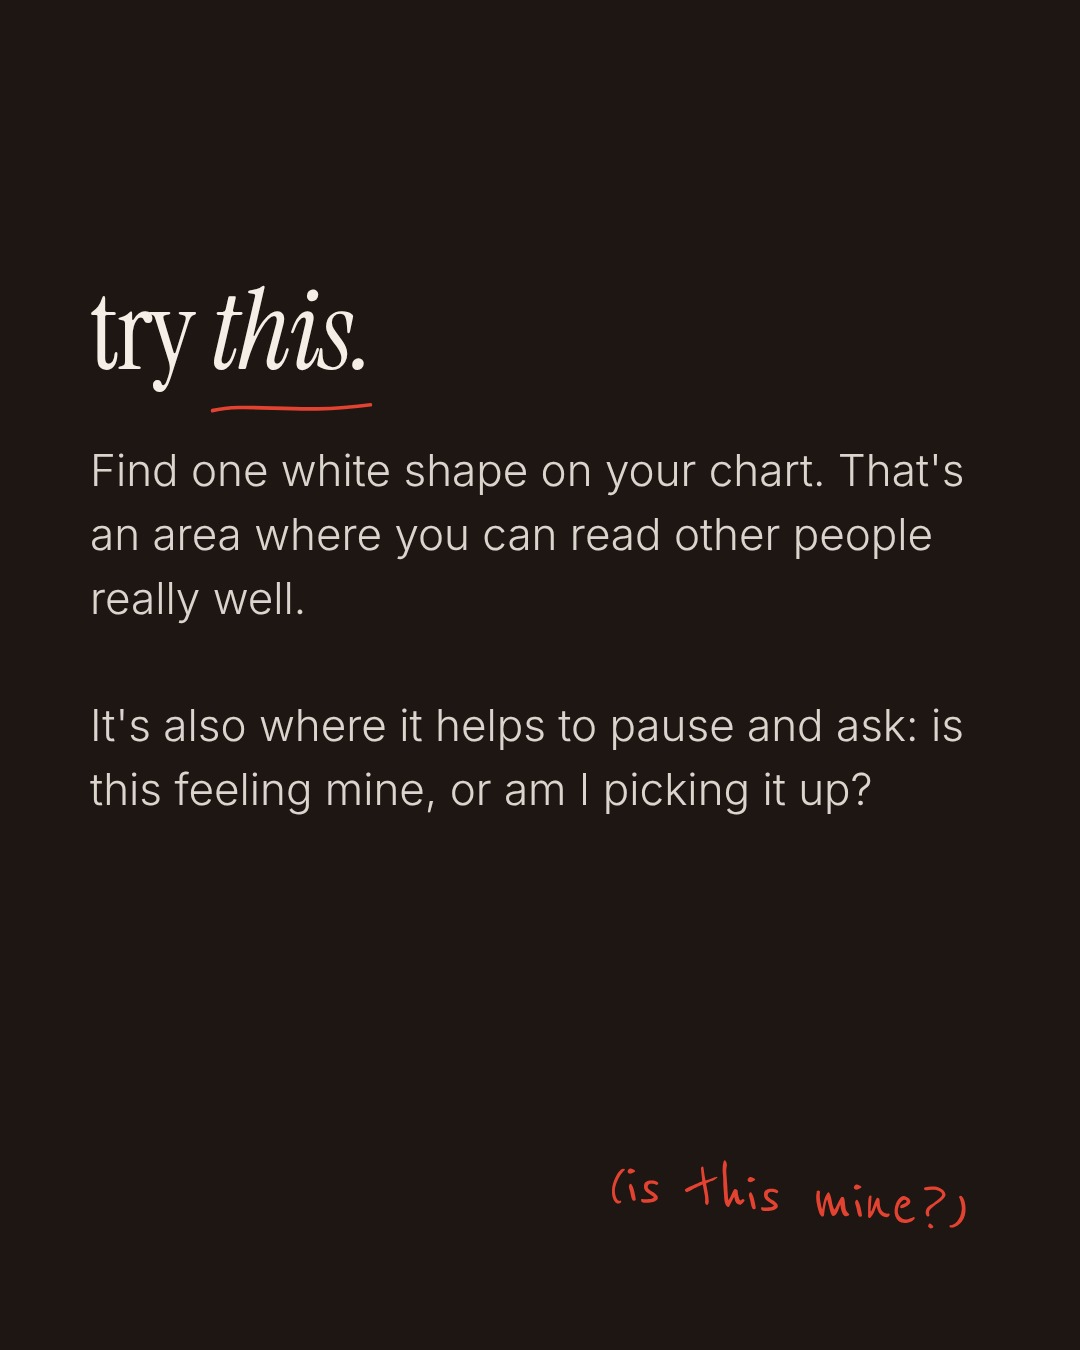 try this.
Find one white shape on your chart. That's
an area where you can read other people
really well.
It's also where it helps to pause and ask: is
this feeling mine, or am I picking it up?
(is this mine?)